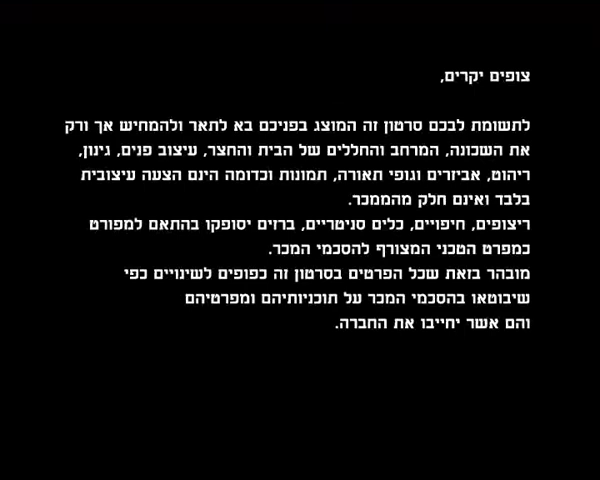 צופים יקרים,
לתשומת לבכם סרטון זה המוצג בפניכם בא לתאר ולהמחיש אך ורק
את השכונה, המרחב והחללים של הבית והחצר, עיצוב פנים, גינון,
ריהוט, אביזרים וגופי תאורה, תמונות וכדומה הינם הצעה עיצובית
בלבד ואינם חלק מהממכר.
ריצופים, חיפויים, כלים סניטריים, ברזים יסופקו בהתאם למפורט
כמפרט הטכני המצורף להסכמי המכר.
מובהר בזאת שכל הפרטים בסרטון זה כפופים לשינויים כפי
שיבוטאו בהסכמי המכר על תוכניותיהם ומפרטיהם
והם אשר יחייבו את החברה.